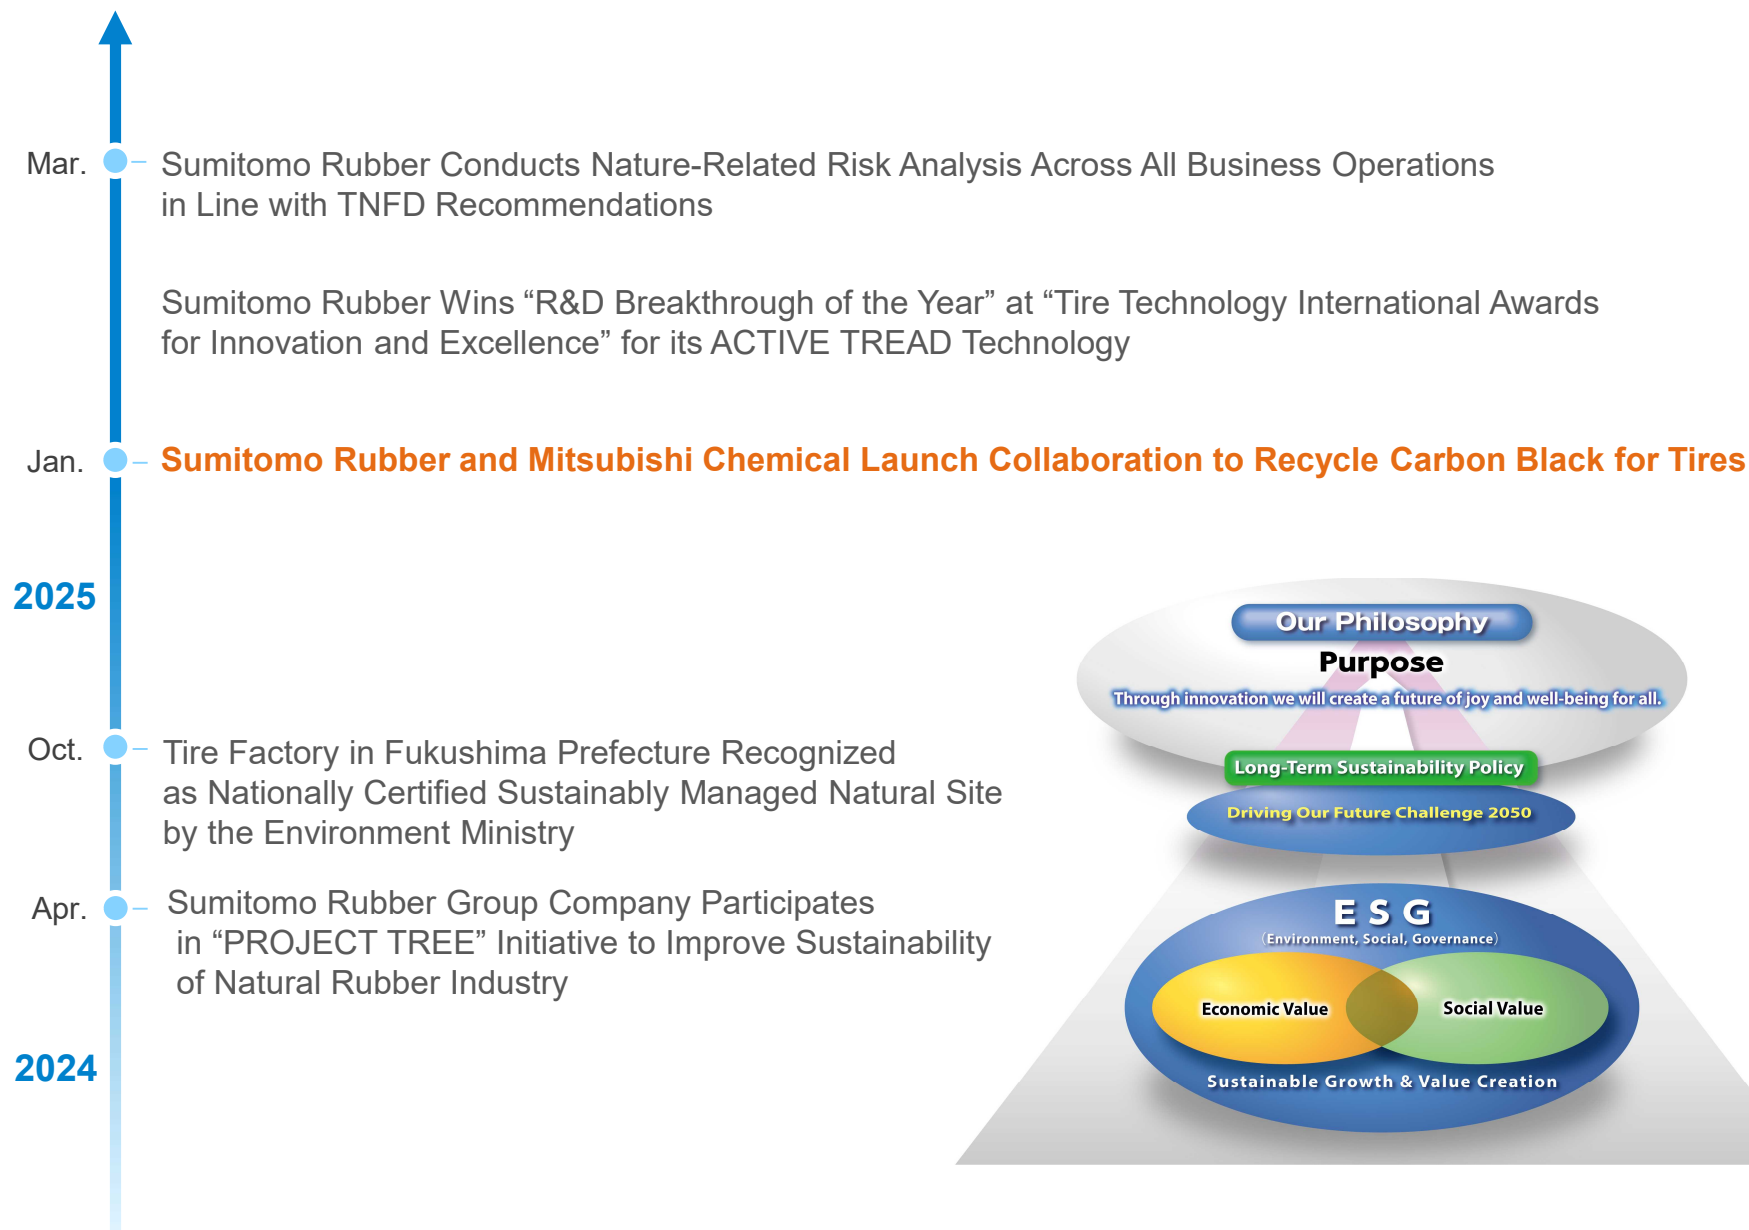 Mar.
Sumitomo Rubber Conducts Nature-Related Risk Analysis Across All Business Operations
in Line with TNFD Recommendations
Sumitomo Rubber Wins “R&D Breakthrough of the Year” at “Tire Technology International Awards
for Innovation and Excellence” for its ACTIVE TREAD Technology
Jan.
Sumitomo Rubber and Mitsubishi Chemical Launch Collaboration to Recycle Carbon Black for Tires
2025
Oct.
Tire Factory in Fukushima Prefecture Recognized
as Nationally Certified Sustainably Managed Natural Site
by the Environment Ministry
Apr.
Sumitomo Rubber Group Company Participates
in “PROJECT TREE” Initiative to Improve Sustainability
of Natural Rubber Industry
2024
Our Philosophy
Purpose
Through innovation we will create a future of joy and well-being for all.
Long-Term Sustainability Policy
Driving Our Future Challenge 2050
ESG
(Environment, Social, Governance)
Economic Value
Social Value
Sustainable Growth & Value Creation